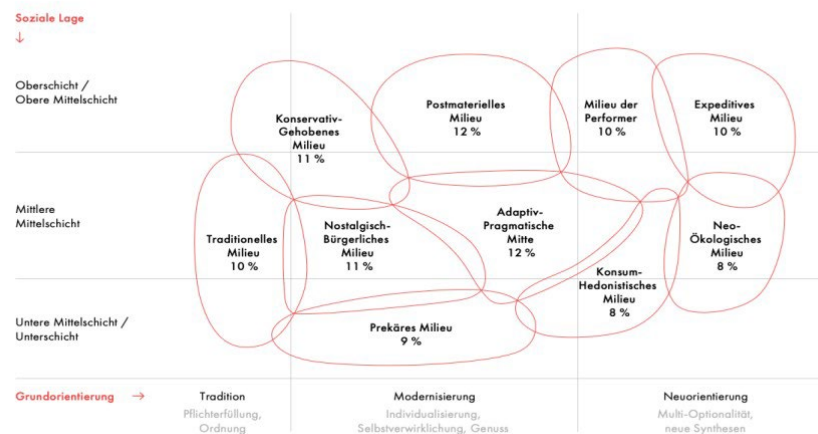 Soziale Lage
↓
Oberschicht /
Obere Mittelschicht
Konservativ-
Gehobenes
Milieu
11 %
Postmaterielles
Milieu
12 %
Milieu der
Performer
10 %
Expeditives
Milieu
10 %
Mittlere
Mittelschicht
Traditionelles
Milieu
10 %
Nostalgisch-
Bürgerliches
Milieu
11 %
Adaptiv-
Pragmatische
Mitte
12 %
Neo-
Ökologisches
Milieu
8 %
Konsum-
Hedonistisches
Milieu
8 %
Untere Mittelschicht /
Unterschicht
Prekäres Milieu
9 %
Grundorientierung →
Tradition
Pflichterfüllung,
Ordnung
Modernisierung
Individualisierung,
Selbstverwirklichung, Genuss
Neuorientierung
Multi-Optionalität,
neue Synthesen